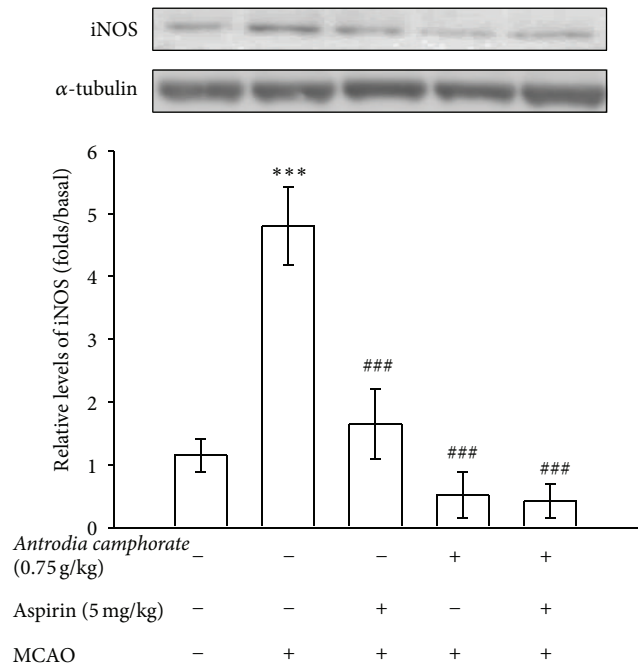 iNOS
α-tubulin
Relative levels of iNOS (folds/basal)
6
5
4
3
2
1
0
***
###
###
###
Antrodia camphorate
(0.75 g/kg)
− − − + +
Aspirin (5 mg/kg) − − + − +
MCAO − + + + +